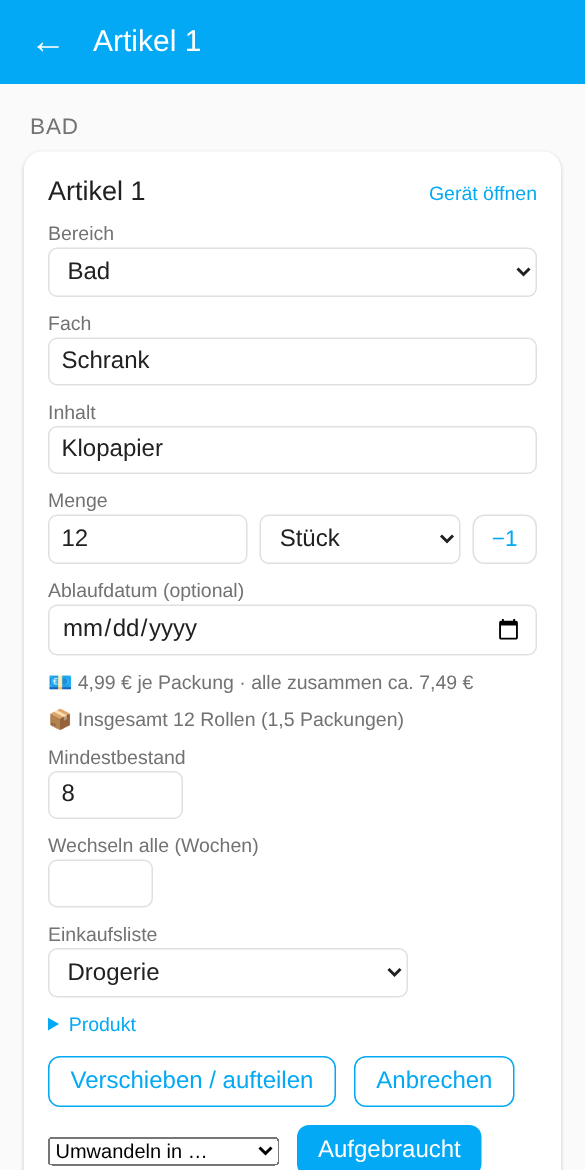 ← Artikel 1
BAD
Artikel 1 Gerät öffnen
Bereich
Bad
Fach
Schrank
Inhalt
Klopapier
Menge
12 Stück −1
Ablaufdatum (optional)
mm/dd/yyyy
💶 4,99 € je Packung · alle zusammen ca. 7,49 €
📦 Insgesamt 12 Rollen (1,5 Packungen)
Mindestbestand
8
Wechseln alle (Wochen)
Einkaufsliste
Drogerie
▶ Produkt
Verschieben / aufteilen Anbrechen
Umwandeln in … Aufgebraucht